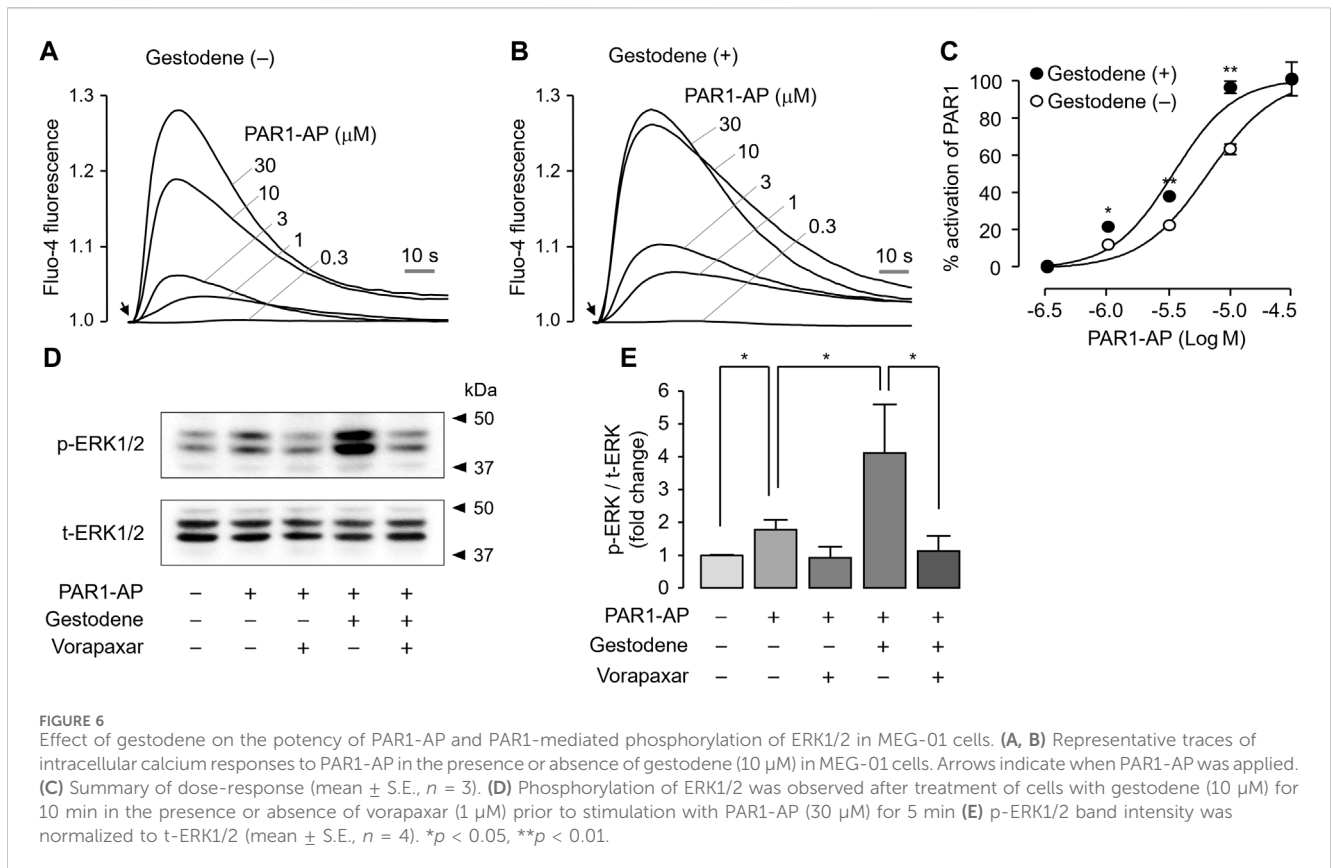 A
Gestodene (–)
1.3
1.2
1.1
1.0
Fluo-4 fluorescence
PAR1-AP (μM)
30
10
3
1
0.3
10 s
B
Gestodene (+)
1.3
1.2
1.1
1.0
Fluo-4 fluorescence
PAR1-AP (μM)
30
10
3
1
0.3
10 s
C
● Gestodene (+)
○ Gestodene (–)
% activation of PAR1
100
80
60
40
20
0
*
**
**
-6.5 -6.0 -5.5 -5.0 -4.5
PAR1-AP (Log M)
D
kDa
p-ERK1/2
◄ 50
◄ 37
t-ERK1/2
◄ 50
◄ 37
PAR1-AP – + + + +
Gestodene – – – + +
Vorapaxar – – + – +
E
* * *
p-ERK / t-ERK
(fold change)
6
5
4
3
2
1
0
PAR1-AP – + + + +
Gestodene – – – + +
Vorapaxar – – + – +
FIGURE 6
Effect of gestodene on the potency of PAR1-AP and PAR1-mediated phosphorylation of ERK1/2 in MEG-01 cells. (A, B) Representative traces of
intracellular calcium responses to PAR1-AP in the presence or absence of gestodene (10 μM) in MEG-01 cells. Arrows indicate when PAR1-AP was applied.
(C) Summary of dose-response (mean ± S.E., n = 3). (D) Phosphorylation of ERK1/2 was observed after treatment of cells with gestodene (10 μM) for
10 min in the presence or absence of vorapaxar (1 μM) prior to stimulation with PAR1-AP (30 μM) for 5 min (E) p-ERK1/2 band intensity was
normalized to t-ERK1/2 (mean ± S.E., n = 4). *p < 0.05, **p < 0.01.